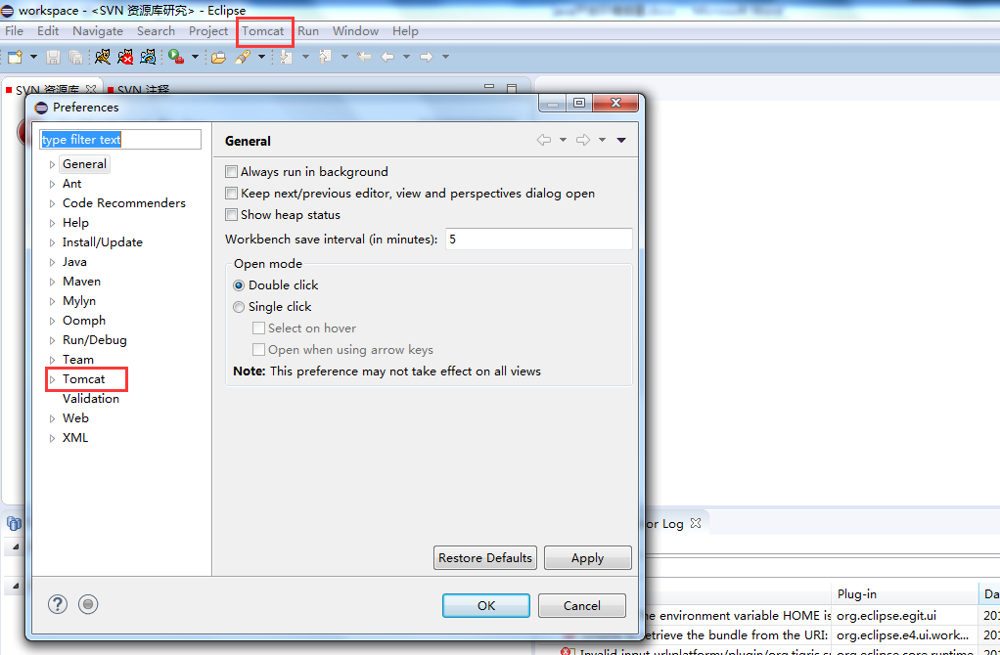 workspace - <SVN 资源库研究> - Eclipse
File Edit Navigate Search Project Tomcat Run Window Help
SVN 资源库 SVN 注释
Preferences
type filter text
General
Ant
Code Recommenders
Help
Install/Update
Java
Maven
Mylyn
Oomph
Run/Debug
Team
Tomcat
Validation
Web
XML
General
Always run in background
Keep next/previous editor, view and perspectives dialog open
Show heap status
Workbench save interval (in minutes): 5
Open mode
Double click
Single click
Select on hover
Open when using arrow keys
Note: This preference may not take effect on all views
Restore Defaults Apply
OK Cancel
or Log
Plug-in Da
ne environment variable HOME is org.eclipse.egit.ui 201
retrieve the bundle from the URI: org.eclipse.e4.ui.work... 201
Invalid input url:platform:/plugin/org.tigris.su org.eclipse.core.runtime 201